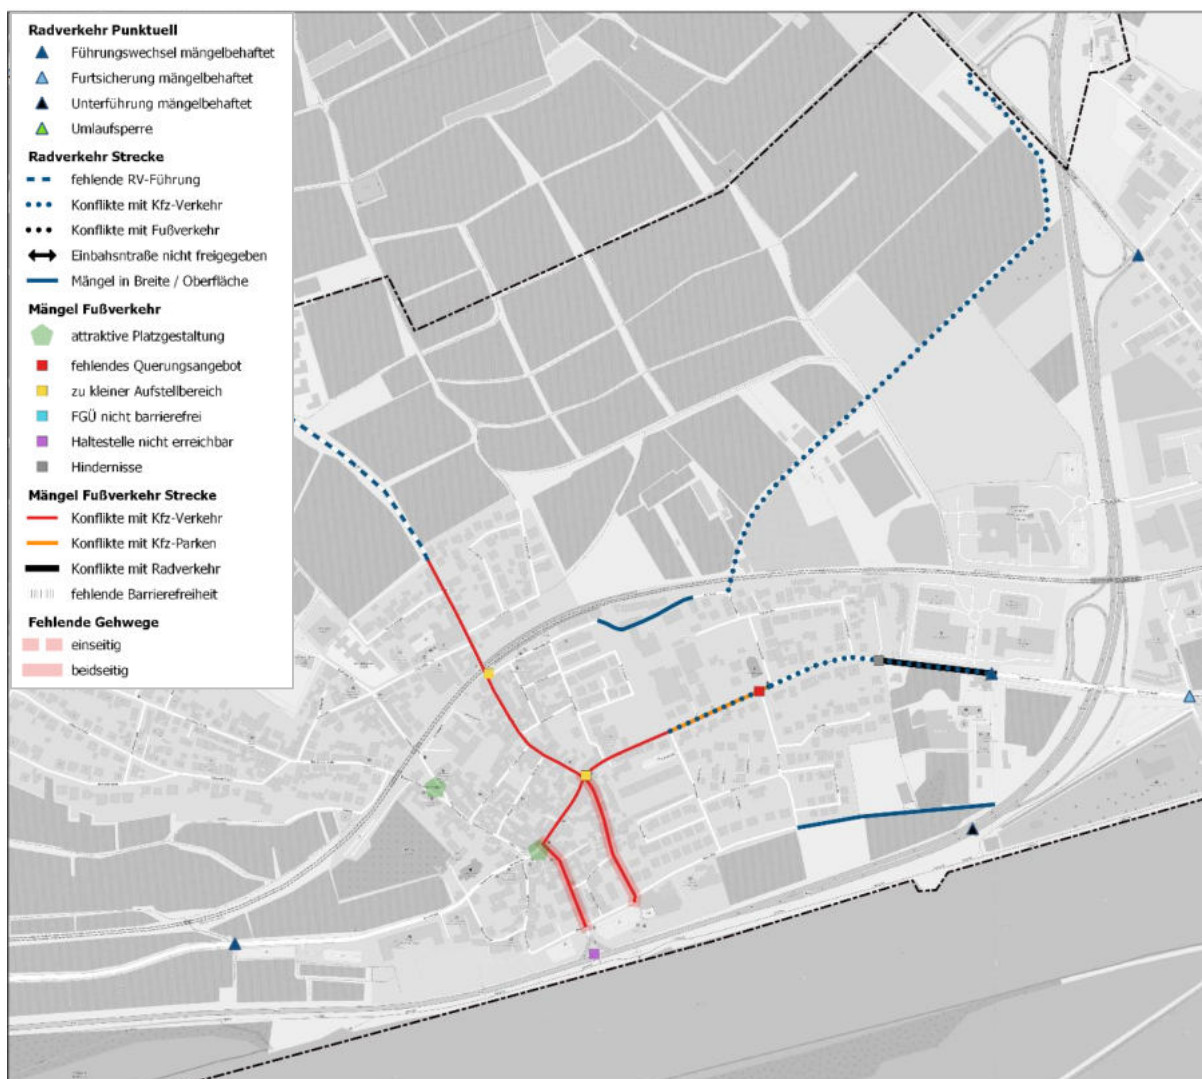 Radverkehr Punktuell
Führungswechsel mängelbehaftet
Furtsicherung mängelbehaftet
Unterführung mängelbehaftet
Umlaufsperre
Radverkehr Strecke
fehlende RV-Führung
Konflikte mit Kfz-Verkehr
Konflikte mit Fußverkehr
Einbahsntraße nicht freigegeben
Mängel in Breite / Oberfläche
Mängel Fußverkehr
attraktive Platzgestaltung
fehlendes Querungsangebot
zu kleiner Aufstellbereich
FGÜ nicht barrierefrei
Haltestelle nicht erreichbar
Hindernisse
Mängel Fußverkehr Strecke
Konflikte mit Kfz-Verkehr
Konflikte mit Kfz-Parken
Konflikte mit Radverkehr
fehlende Barrierefreiheit
Fehlende Gehwege
einseitig
beidseitig